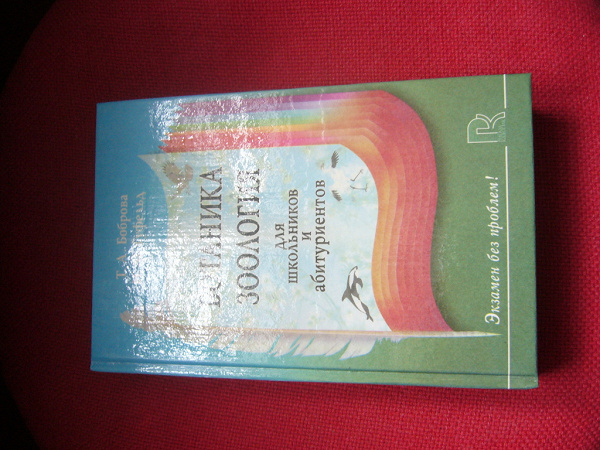 Т. А. Боброва
БОТАНИКА
ЗООЛОГИЯ
для
школьников
и
абитуриентов
Экзамен без проблем!